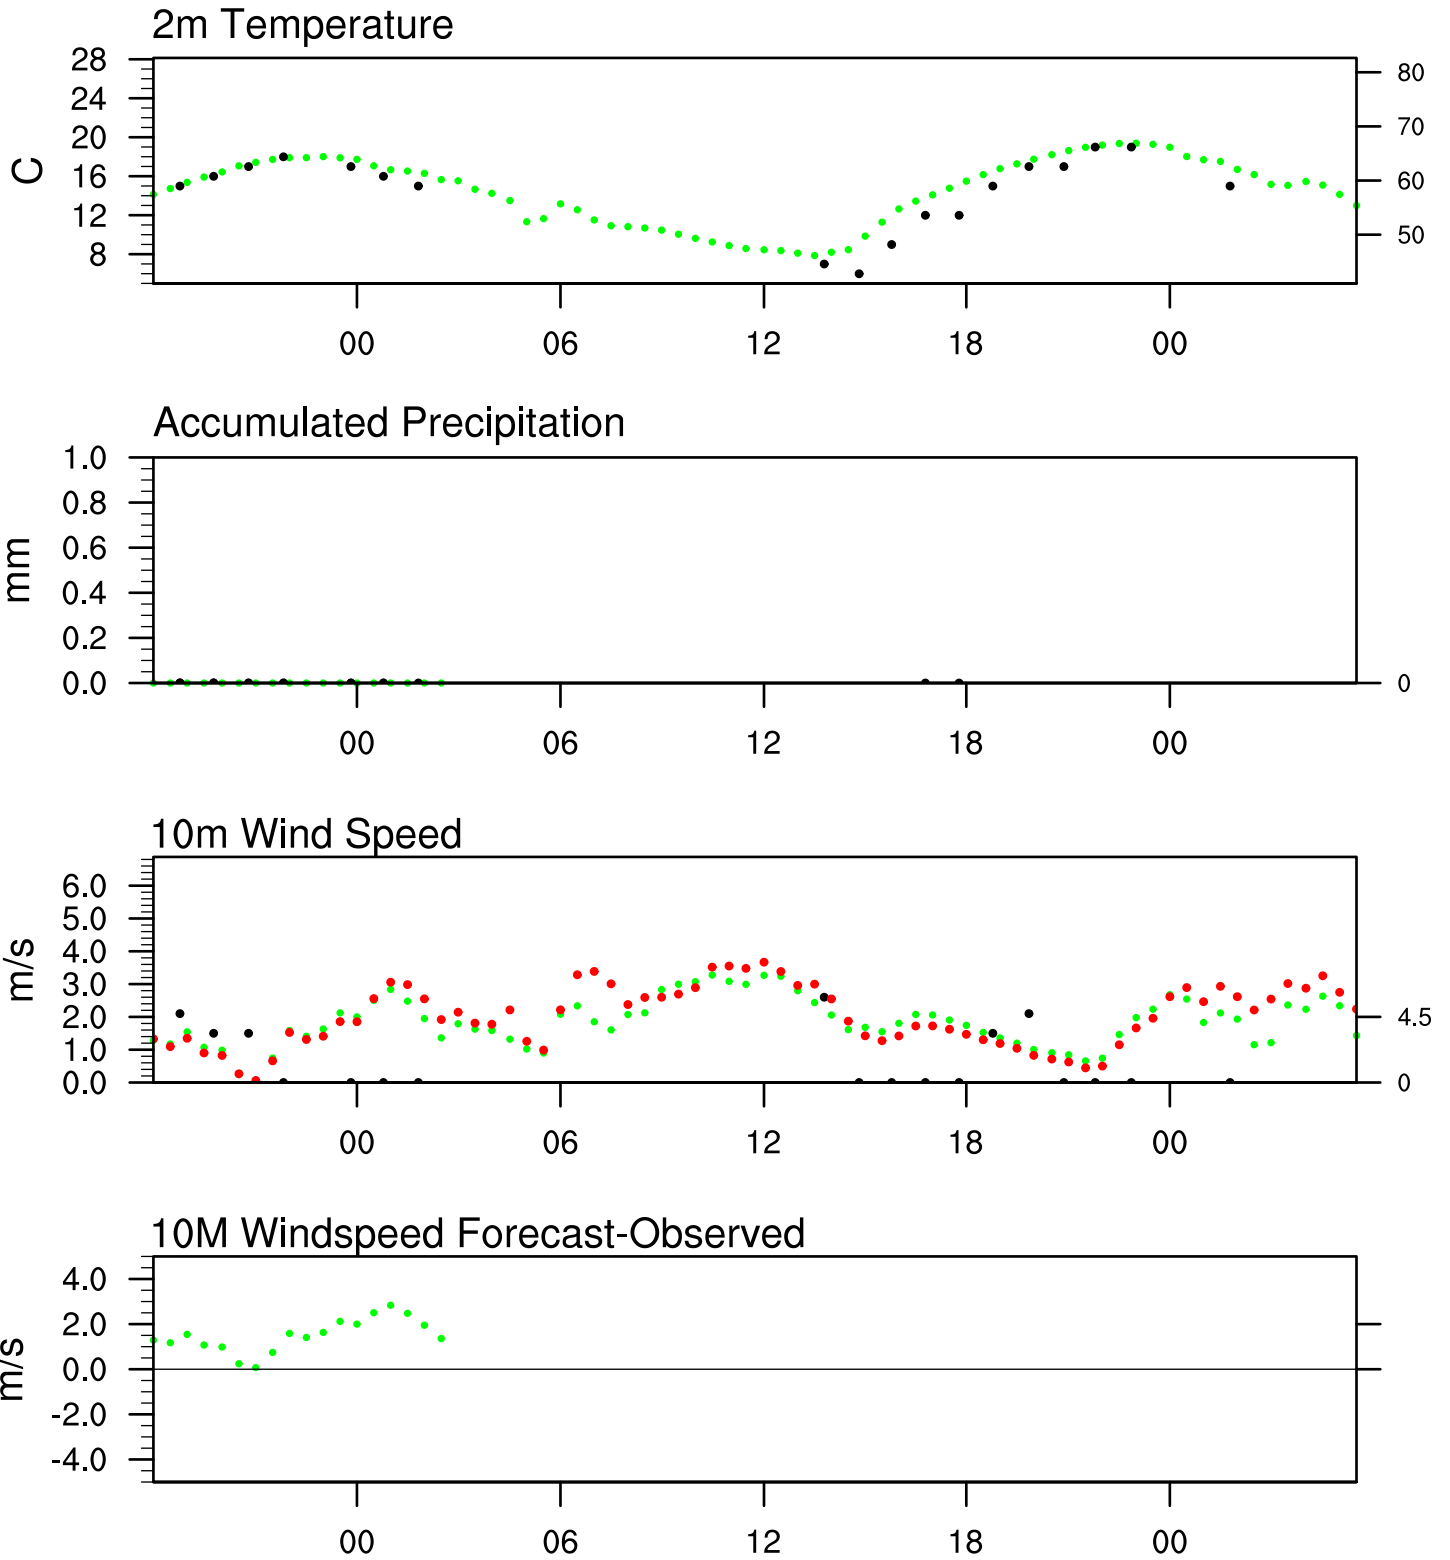 2m Temperature
28
24
20
16
12
8
C
80
70
60
50
00 06 12 18 00
Accumulated Precipitation
1.0
0.8
0.6
0.4
0.2
0.0
mm
0
00 06 12 18 00
10m Wind Speed
6.0
5.0
4.0
3.0
2.0
1.0
0.0
m/s
4.5
0
00 06 12 18 00
10M Windspeed Forecast-Observed
4.0
2.0
0.0
-2.0
-4.0
m/s
00 06 12 18 00